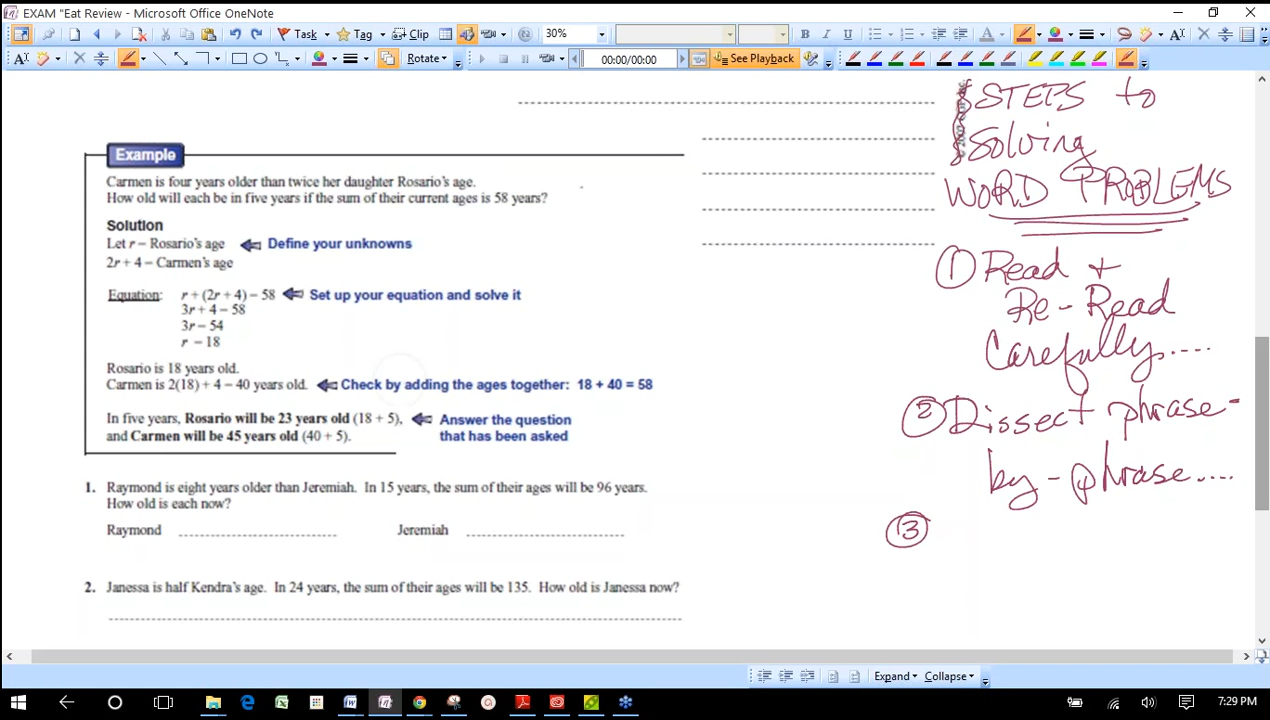 EXAM "Eat Review - Microsoft Office OneNote
Task
Tag
Clip
30%
B I U
Rotate
00:00/00:00
See Playback
STEPS to
Solving
WORD PROBLEMS
① Read +
Re-Read
Carefully....
② Dissect phrase-
by-phrase....
③
Example
Carmen is four years older than twice her daughter Rosario's age.
How old will each be in five years if the sum of their current ages is 58 years?
Solution
Let r – Rosario's age
Define your unknowns
2r + 4 – Carmen's age
Equation: r + (2r + 4) – 58
Set up your equation and solve it
3r + 4 – 58
3r – 54
r – 18
Rosario is 18 years old.
Carmen is 2(18) + 4 – 40 years old.
Check by adding the ages together: 18 + 40 = 58
In five years, Rosario will be 23 years old (18 + 5),
and Carmen will be 45 years old (40 + 5).
Answer the question
that has been asked
1. Raymond is eight years older than Jeremiah. In 15 years, the sum of their ages will be 96 years.
How old is each now?
Raymond Jeremiah
2. Janessa is half Kendra's age. In 24 years, the sum of their ages will be 135. How old is Janessa now?
Expand
Collapse
7:29 PM